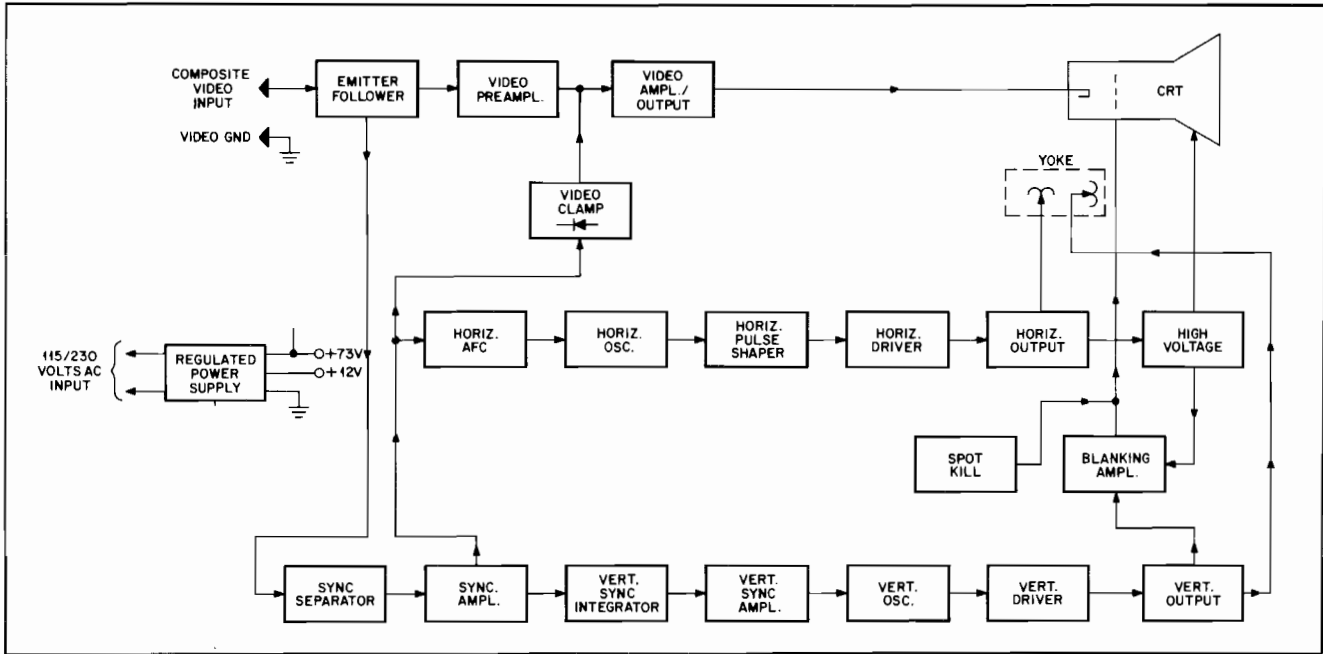 COMPOSITE
VIDEO
INPUT
EMITTER
FOLLOWER
VIDEO
PREAMPL.
VIDEO
AMPL./
OUTPUT
CRT
VIDEO GND
YOKE
VIDEO
CLAMP
115/230
VOLTS AC
INPUT
REGULATED
POWER
SUPPLY
+73V
+12V
HORIZ.
AFC
HORIZ.
OSC.
HORIZ.
PULSE
SHAPER
HORIZ.
DRIVER
HORIZ.
OUTPUT
HIGH
VOLTAGE
SPOT
KILL
BLANKING
AMPL.
SYNC
SEPARATOR
SYNC.
AMPL.
VERT.
SYNC
INTEGRATOR
VERT.
SYNC
AMPL.
VERT.
OSC.
VERT.
DRIVER
VERT.
OUTPUT